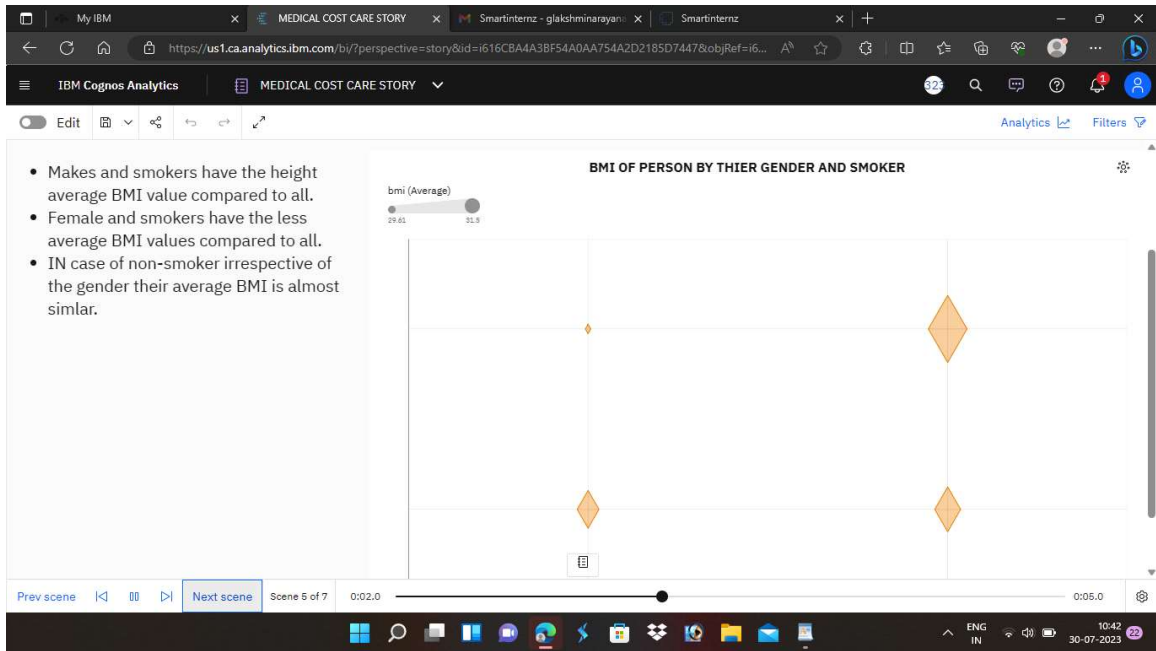 My IBM
MEDICAL COST CARE STORY
Smartinternz - glakshminarayan
Smartinternz
https://us1.ca.analytics.ibm.com/bi/?perspective=story&id=i616CBA4A3BF54A0AA754A2D2185D7447&objRef=i6...
IBM Cognos Analytics
MEDICAL COST CARE STORY
323
1
Edit
Analytics
Filters
• Makes and smokers have the height
average BMI value compared to all.
• Female and smokers have the less
average BMI values compared to all.
• IN case of non-smoker irrespective of
the gender their average BMI is almost
simlar.
BMI OF PERSON BY THIER GENDER AND SMOKER
bmi (Average)
29.61 31.5
Prev scene
Next scene
Scene 5 of 7
0:02.0
0:05.0
ENG
IN
10:42
30-07-2023
22